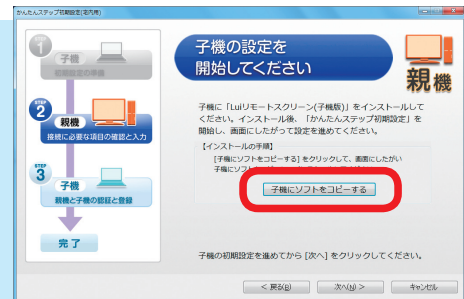 かんたんステップ初期設定(宅内用)
1
子機
初期設定の準備
STEP
2
親機
接続に必要な項目の確認と入力
STEP
3
子機
親機と子機の認証と登録
完了
子機の設定を
開始してください
親機
子機に「Luiリモートスクリーン(子機版)」をインストールして
ください。インストール後、「かんたんステップ初期設定」を
開始し、画面にしたがって設定を進めてください。
【インストールの手順】
[子機にソフトをコピーする]をクリックして、画面にしたがい
子機にソフトを
子機にソフトをコピーする
子機の初期設定を進めてから [次へ] をクリックしてください。
< 戻る(B)
次へ(N) >
キャンセル